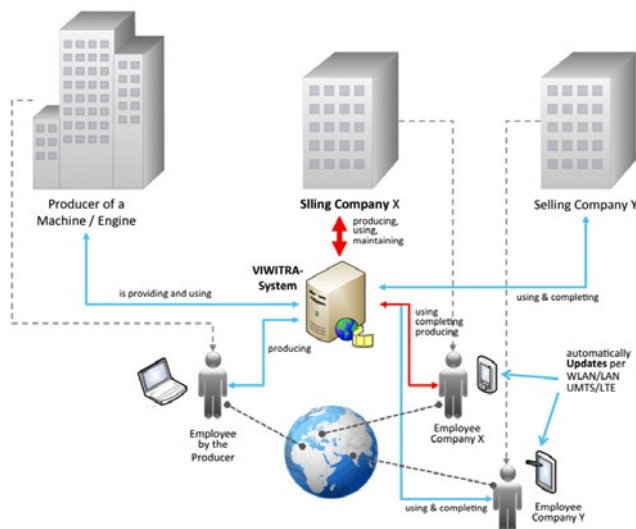 Producer of a
Machine / Engine
Slling Company X
Selling Company Y
producing,
using,
maintaining
VIWITRA-
System
is providing and using
using & completing
using
completing
producing
producing
automatically
Updates per
WLAN/LAN
UMTS/LTE
Employee
by the
Producer
Employee
Company X
using & completing
Employee
Company Y